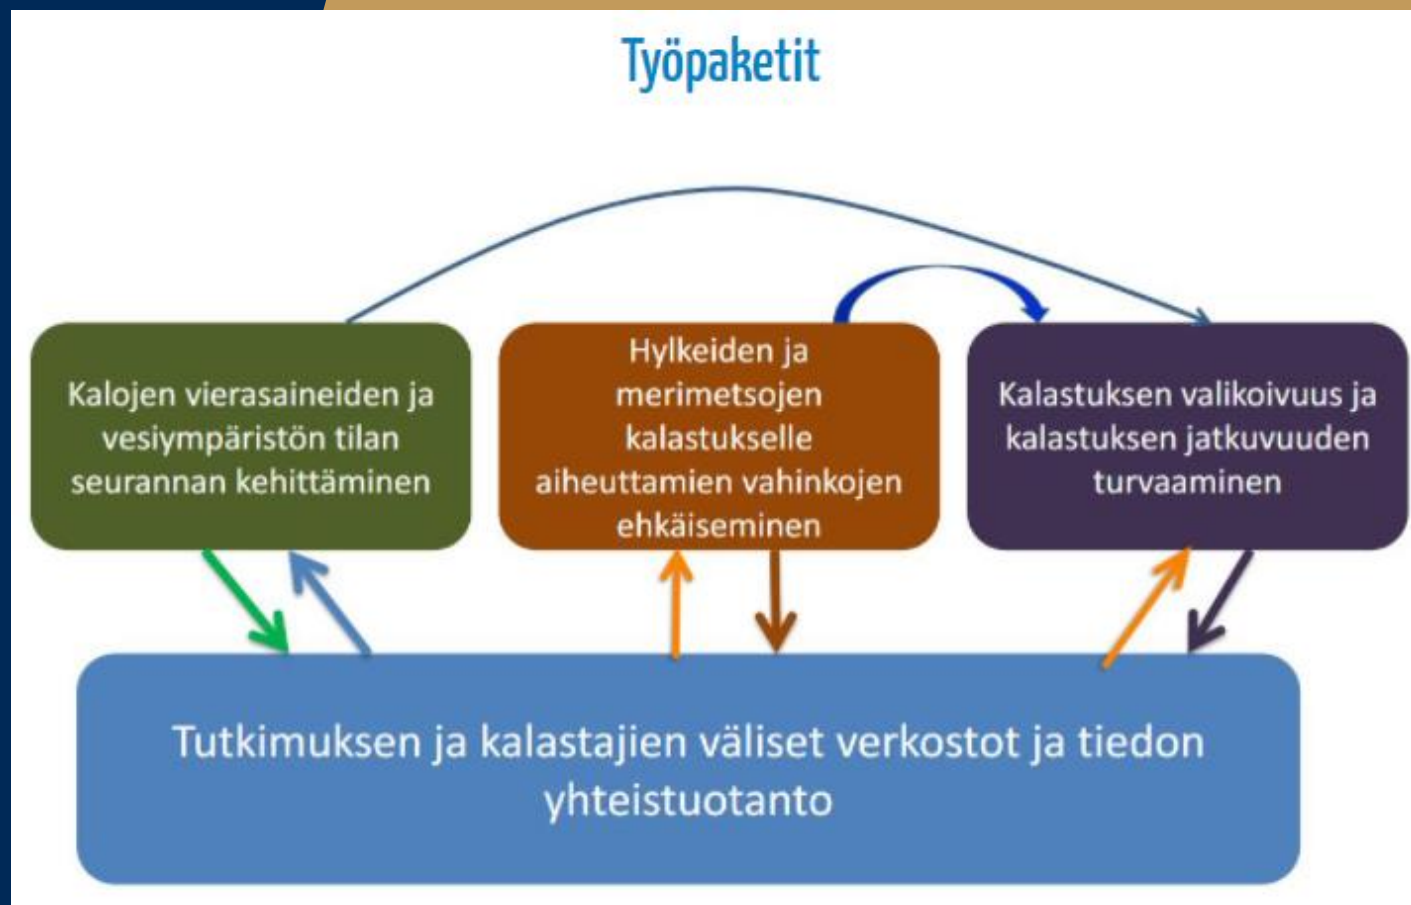 Työpaketit
Kalojen vierasaineiden ja
vesiympäristön tilan
seurannan kehittäminen
Hylkeiden ja
merimetsojen
kalastukselle
aiheuttamien vahinkojen
ehkäiseminen
Kalastuksen valikoivuus ja
kalastuksen jatkuvuuden
turvaaminen
Tutkimuksen ja kalastajien väliset verkostot ja tiedon
yhteistuotanto